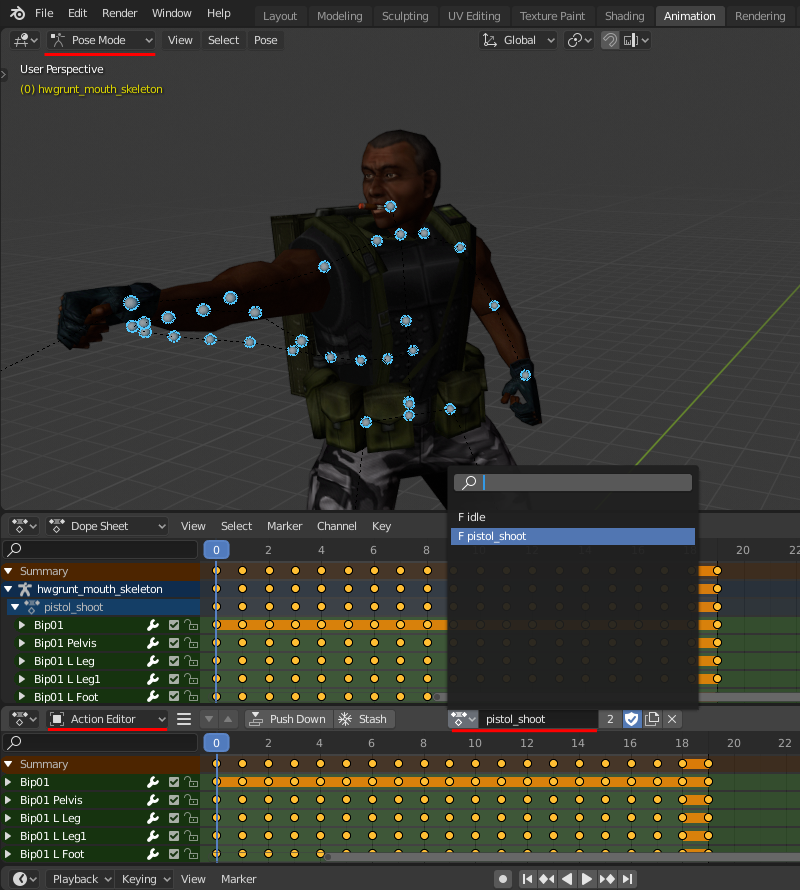 File Edit Render Window Help Layout Modeling Sculpting UV Editing Texture Paint Shading Animation Rendering
Pose Mode View Select Pose Global
User Perspective
(0) hwgrunt_mouth_skeleton
F idle
F pistol_shoot
Dope Sheet View Select Marker Channel Key
0 2 4 6 8 20 22
Summary
hwgrunt_mouth_skeleton
pistol_shoot
Bip01
Bip01 Pelvis
Bip01 L Leg
Bip01 L Leg1
Bip01 L Foot
Action Editor Push Down Stash pistol_shoot 2
0 2 4 6 8 10 12 14 16 18 20 22
Summary
Bip01
Bip01 Pelvis
Bip01 L Leg
Bip01 L Leg1
Bip01 L Foot
Playback Keying View Marker